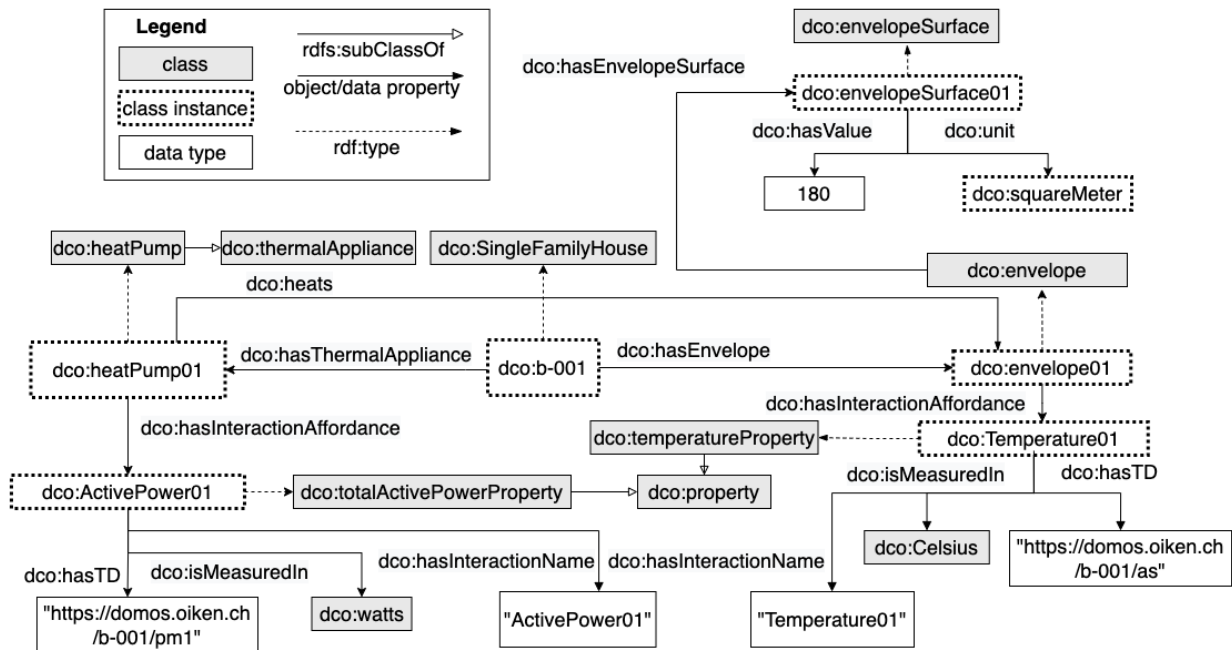 Legend
rdfs:subClassOf
class
object/data property
class instance
rdf:type
data type
dco:envelopeSurface
dco:hasEnvelopeSurface
dco:envelopeSurface01
dco:hasValue
dco:unit
180
dco:squareMeter
dco:heatPump
dco:thermalAppliance
dco:SingleFamilyHouse
dco:envelope
dco:heats
dco:heatPump01
dco:hasThermalAppliance
dco:b-001
dco:hasEnvelope
dco:envelope01
dco:hasInteractionAffordance
dco:hasInteractionAffordance
dco:temperatureProperty
dco:Temperature01
dco:ActivePower01
dco:totalActivePowerProperty
dco:property
dco:isMeasuredIn
dco:hasTD
dco:hasTD
dco:isMeasuredIn
dco:hasInteractionName
dco:hasInteractionName
dco:Celsius
"https://domos.oiken.ch
/b-001/as"
"https://domos.oiken.ch
/b-001/pm1"
dco:watts
"ActivePower01"
"Temperature01"